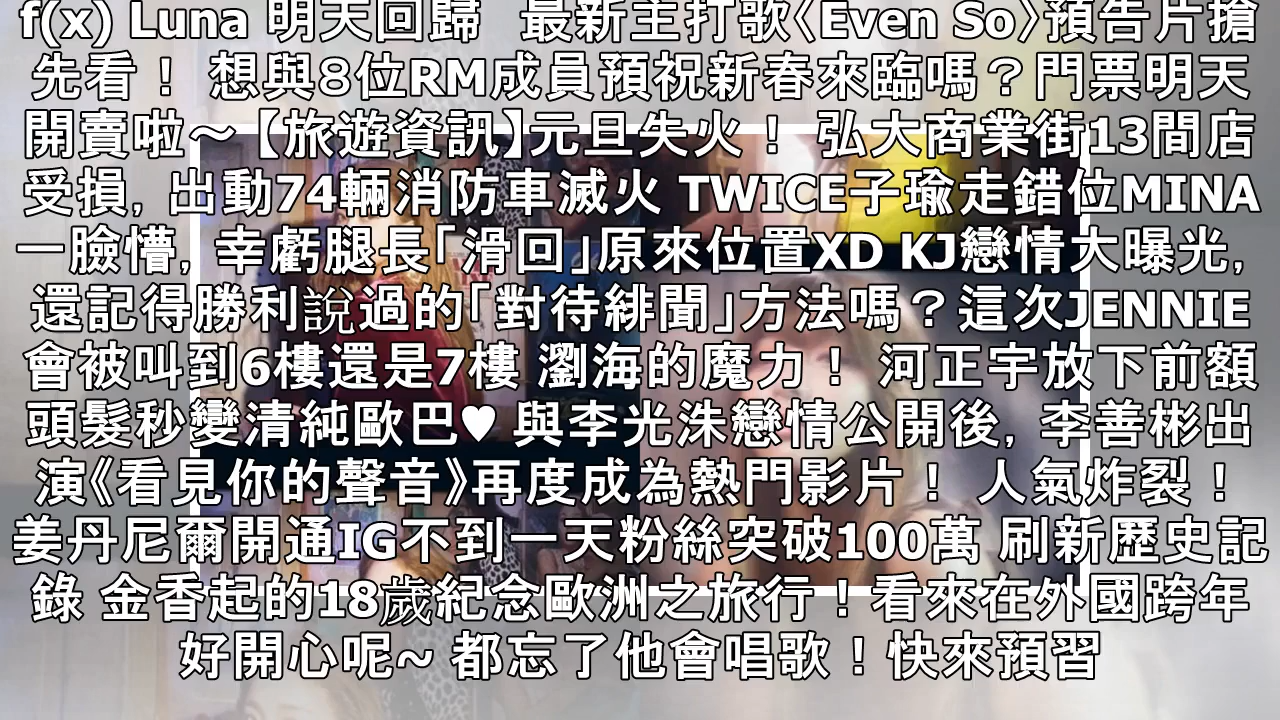 f(x) Luna 明天回歸 最新主打歌〈Even So〉預告片搶
先看！ 想與８位RM成員預祝新春來臨嗎？門票明天
開賣啦～【旅遊資訊】元旦失火！ 弘大商業街13間店
受損，出動74輛消防車滅火 TWICE子瑜走錯位MINA
一臉懵，幸虧腿長「滑回」原來位置XD KJ戀情大曝光，
還記得勝利說過的「對待緋聞」方法嗎？這次JENNIE
會被叫到6樓還是7樓 瀏海的魔力！ 河正宇放下前額
頭髮秒變清純歐巴♥ 與李光洙戀情公開後，李善彬出
演《看見你的聲音》再度成為熱門影片！ 人氣炸裂！
姜丹尼爾開通IG不到一天粉絲突破100萬 刷新歷史記
錄 金香起的18歲紀念歐洲之旅行！看來在外國跨年
好開心呢~ 都忘了他會唱歌！快來預習